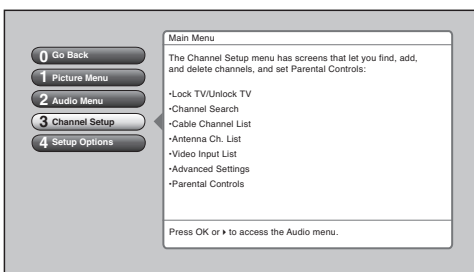 0 Go Back
1 Picture Menu
2 Audio Menu
3 Channel Setup
4 Setup Options
Main Menu
The Channel Setup menu has screens that let you find, add,
and delete channels, and set Parental Controls:
•Lock TV/Unlock TV
•Channel Search
•Cable Channel List
•Antenna Ch. List
•Video Input List
•Advanced Settings
•Parental Controls
Press OK or ▸ to access the Audio menu.